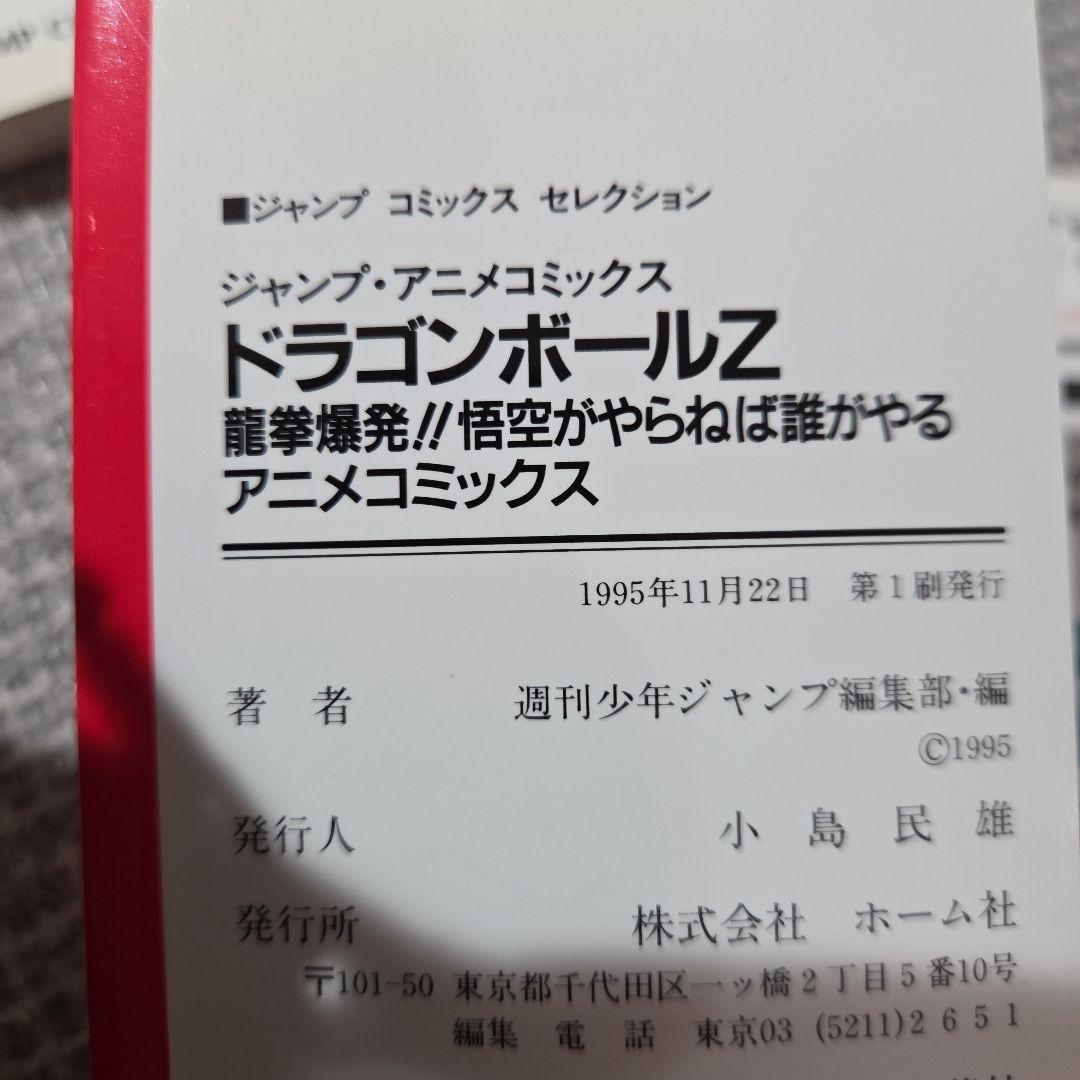 ■ジャンプ コミックス セレクション
ジャンプ・アニメコミックス
ドラゴンボールZ
龍拳爆発!!悟空がやらねば誰がやる
アニメコミックス
1995年11月22日 第1刷発行
著 者 週刊少年ジャンプ編集部・編
©1995
発行人 小島民雄
発行所 株式会社 ホーム社
〒101-50 東京都千代田区一ッ橋2丁目5番10号
編集 電話 東京03 (5211)2651